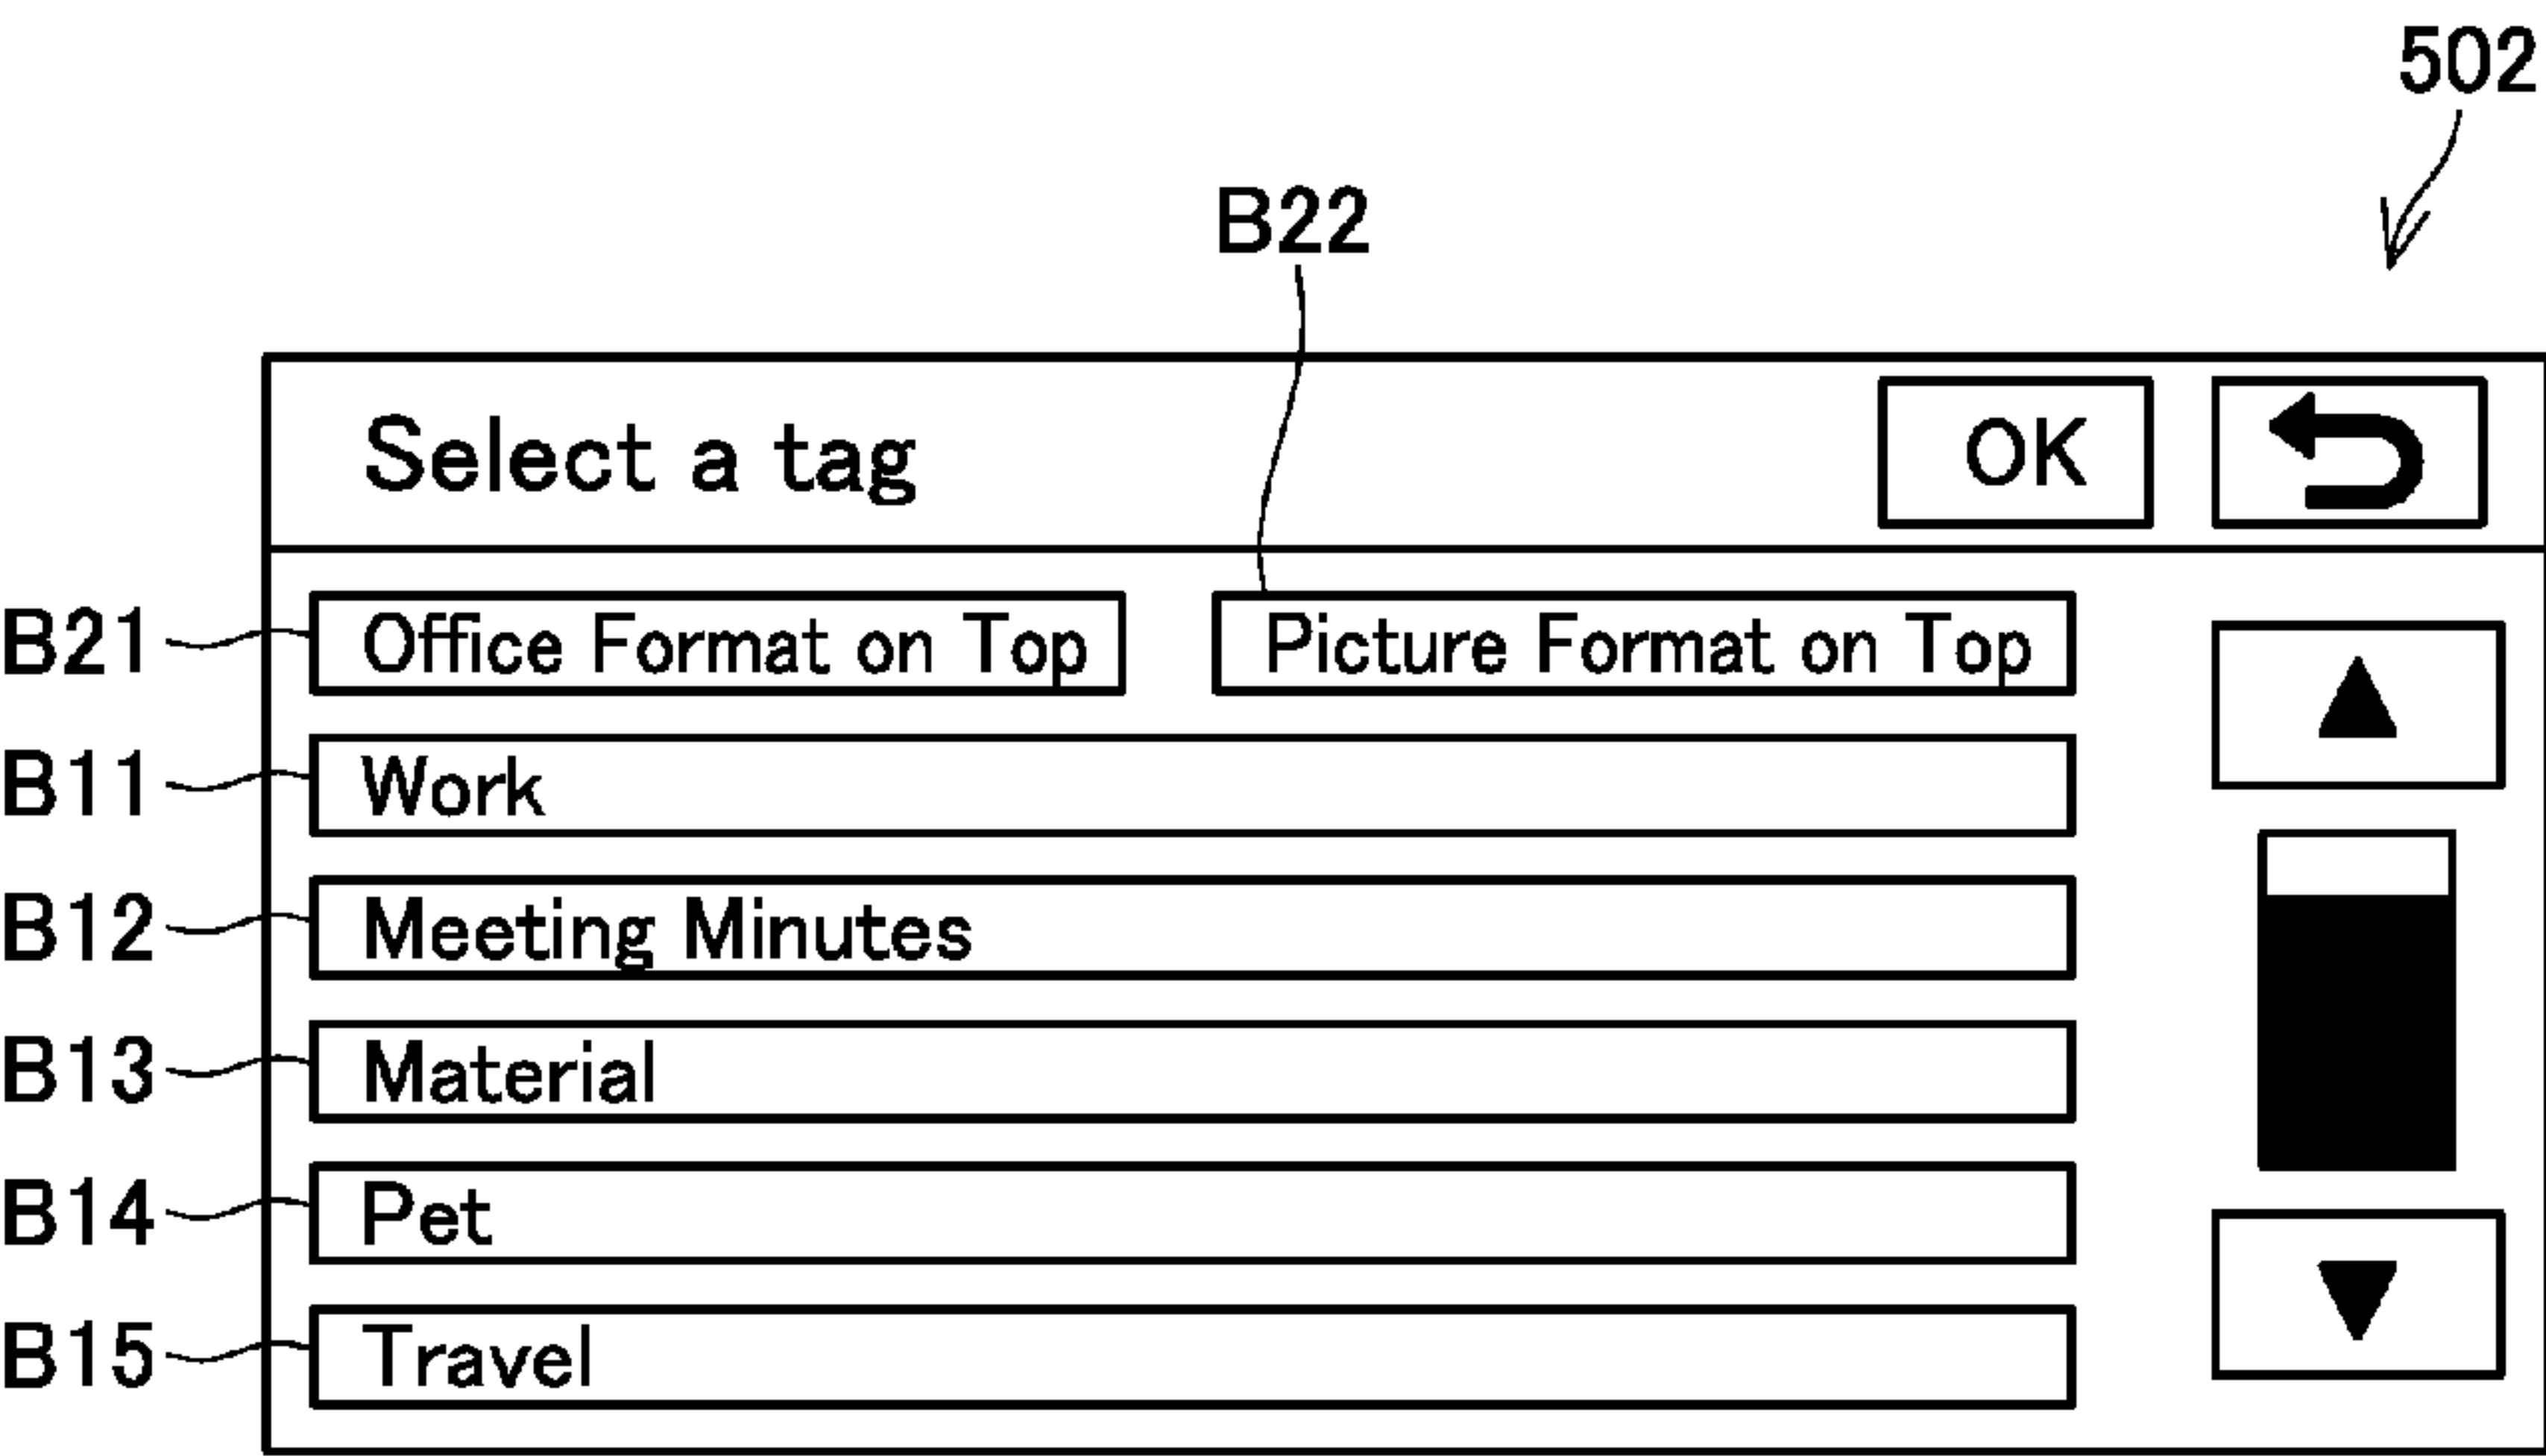 502
B22
Select a tag OK
B21 Office Format on Top Picture Format on Top
B11 Work
B12 Meeting Minutes
B13 Material
B14 Pet
B15 Travel